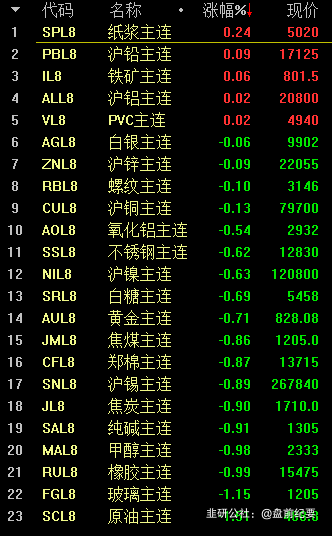 代码 名称 • 涨幅%↓ 现价
1 SPL8 纸浆主连 0.24 5020
2 PBL8 沪铅主连 0.09 17125
3 IL8 铁矿主连 0.06 801.5
4 ALL8 沪铝主连 0.02 20800
5 VL8 PVC主连 0.02 4940
6 AGL8 白银主连 -0.06 9902
7 ZNL8 沪锌主连 -0.09 22055
8 RBL8 螺纹主连 -0.10 3146
9 CUL8 沪铜主连 -0.13 79700
10 AOL8 氧化铝主连 -0.54 2932
11 SSL8 不锈钢主连 -0.62 12830
12 NIL8 沪镍主连 -0.63 120800
13 SRL8 白糖主连 -0.69 5458
14 AUL8 黄金主连 -0.71 828.08
15 JML8 焦煤主连 -0.86 1205.0
16 CFL8 郑棉主连 -0.87 13715
17 SNL8 沪锡主连 -0.89 267840
18 JL8 焦炭主连 -0.90 1710.0
19 SAL8 纯碱主连 -0.91 1305
20 MAL8 甲醇主连 -0.98 2333
21 RUL8 橡胶主连 -0.99 15475
22 FGL8 玻璃主连 -1.15 1205
23 SCL8 原油主连
韭研公社：@盘前纪要